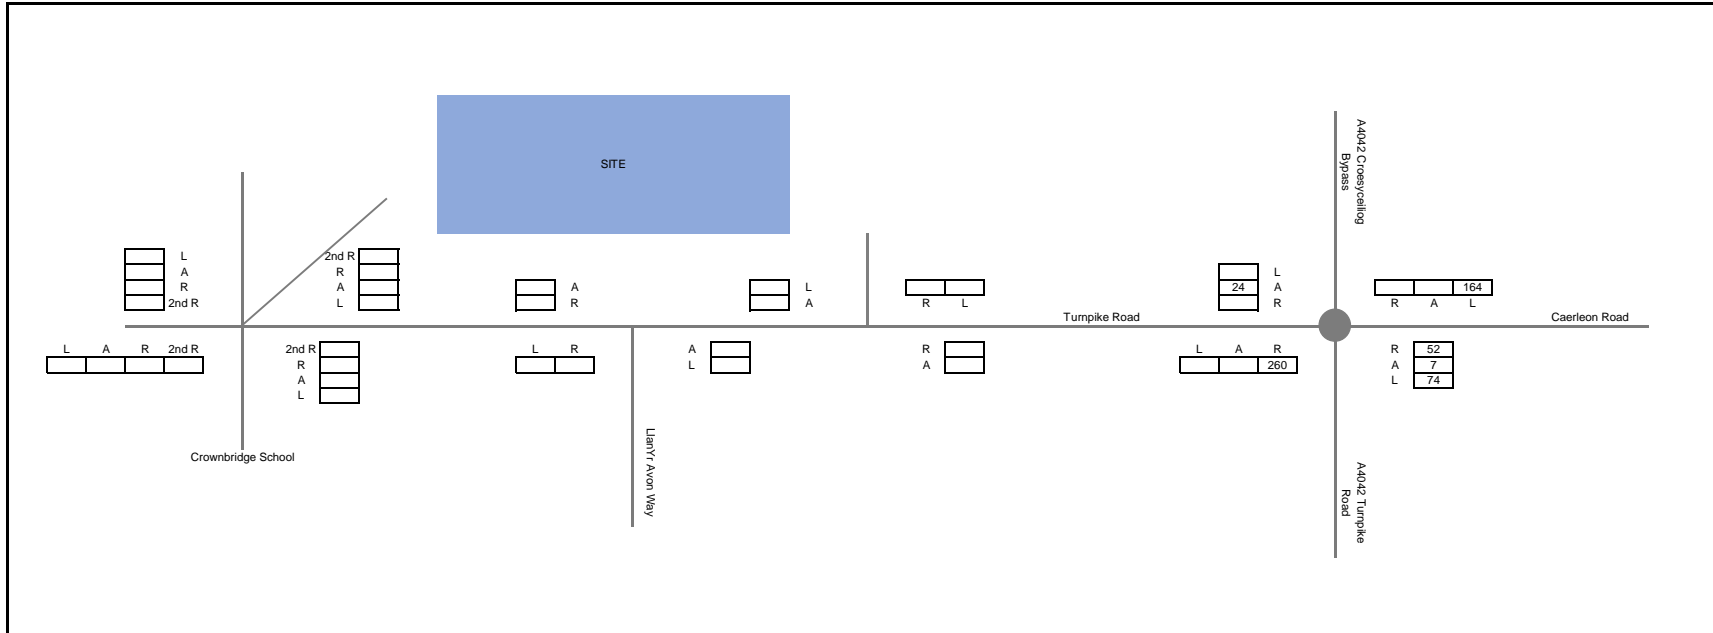 SITE
A4042 Croesyceiliog
Bypass
L
A
R
2nd R
2nd R
R
A
L
A
R
L
A
R L
24
L
A
R
164
R A L
Turnpike Road
Caerleon Road
L A R 2nd R
2nd R
R
A
L
L R
A
L
R
A
L A R
260
R 52
A 7
L 74
Crownbridge School
LlanYr Avon Way
A4042 Turnpike
Road